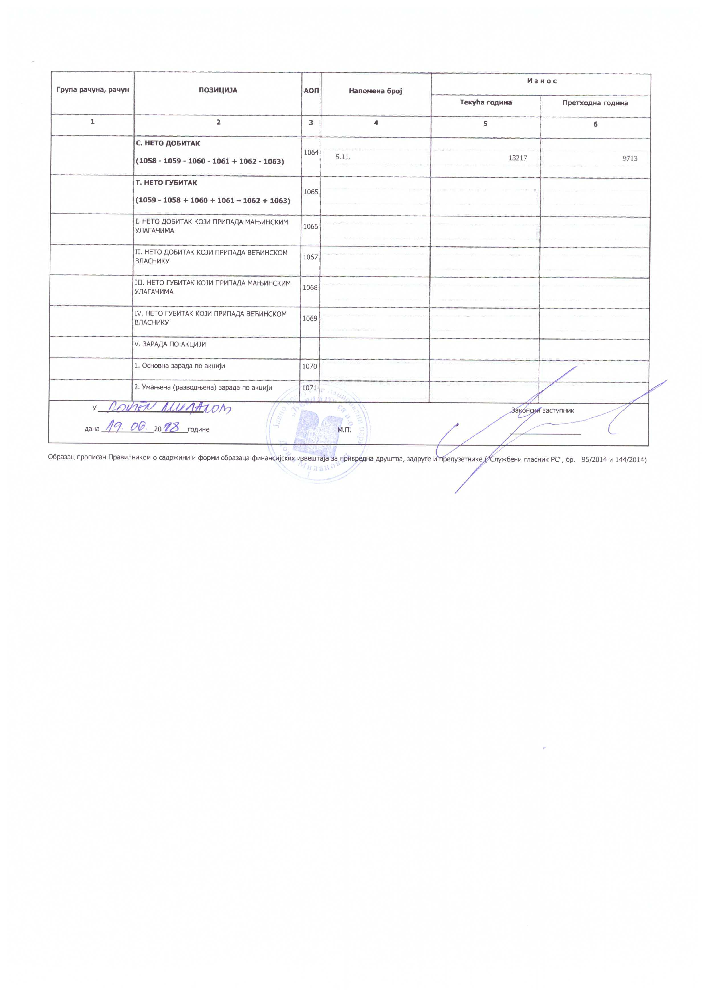 Група рачуна, рачун
ПОЗИЦИЈА
АОП
Напомена број
И з н о с
Текућа година
Претходна година
1
2
3
4
5
6
С. НЕТО ДОБИТАК
(1058 - 1059 - 1060 - 1061 + 1062 - 1063)
1064
5.11.
13217
9713
Т. НЕТО ГУБИТАК
(1059 - 1058 + 1060 + 1061 – 1062 + 1063)
1065
I. НЕТО ДОБИТАК КОЈИ ПРИПАДА МАЊИНСКИМ
УЛАГАЧИМА
1066
II. НЕТО ДОБИТАК КОЈИ ПРИПАДА ВЕЋИНСКОМ
ВЛАСНИКУ
1067
III. НЕТО ГУБИТАК КОЈИ ПРИПАДА МАЊИНСКИМ
УЛАГАЧИМА
1068
IV. НЕТО ГУБИТАК КОЈИ ПРИПАДА ВЕЋИНСКОМ
ВЛАСНИКУ
1069
V. ЗАРАДА ПО АКЦИЈИ
1. Основна зарада по акцији
1070
2. Умањена (разводњена) зарада по акцији
1071
У
Законски заступник
дана 19. 06. 2018 године
М.П.
Јавно предузеће национални парк
„ЂЕРДАП" са п.о.
Доњи Милановац
1
Образац прописан Правилником о садржини и форми образаца финансијских извештаја за привредна друштва, задруге и предузетнике ("Службени гласник РС", бр. 95/2014 и 144/2014)